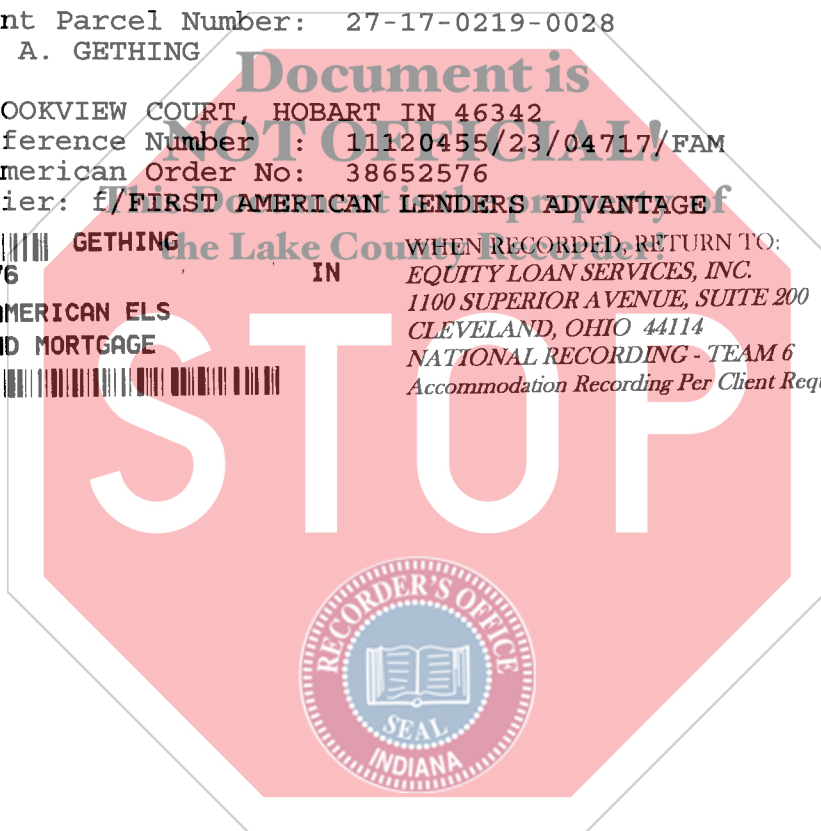 nt Parcel Number: 27-17-0219-0028
A. GETHING
Document is
OOKVIEW COURT, HOBART IN 46342
NOT OFFICIAL!
ference Number : 11120455/23/04717/FAM
merican Order No: 38652576
This Document is the property of
ier: f/FIRST AMERICAN LENDERS ADVANTAGE
the Lake County Recorder!
GETHING
6 IN
MERICAN ELS
D MORTGAGE
WHEN RECORDED, RETURN TO:
EQUITY LOAN SERVICES, INC.
1100 SUPERIOR AVENUE, SUITE 200
CLEVELAND, OHIO 44114
NATIONAL RECORDING - TEAM 6
Accommodation Recording Per Client Requ
STOP
RECORDER'S OFFICE
SEAL
INDIANA